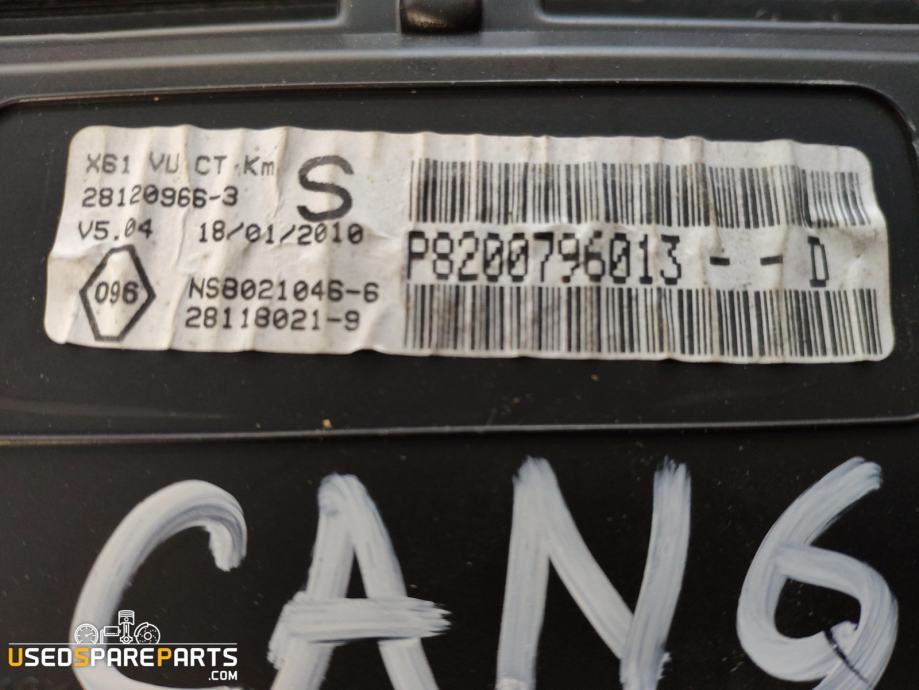 X61 VU CT Km S
28120966-3
V5.04 18/01/2010
P8200796013--D
096
NS8021046-6
28118021-9
CAN6
USEDSPAREPARTS
.COM